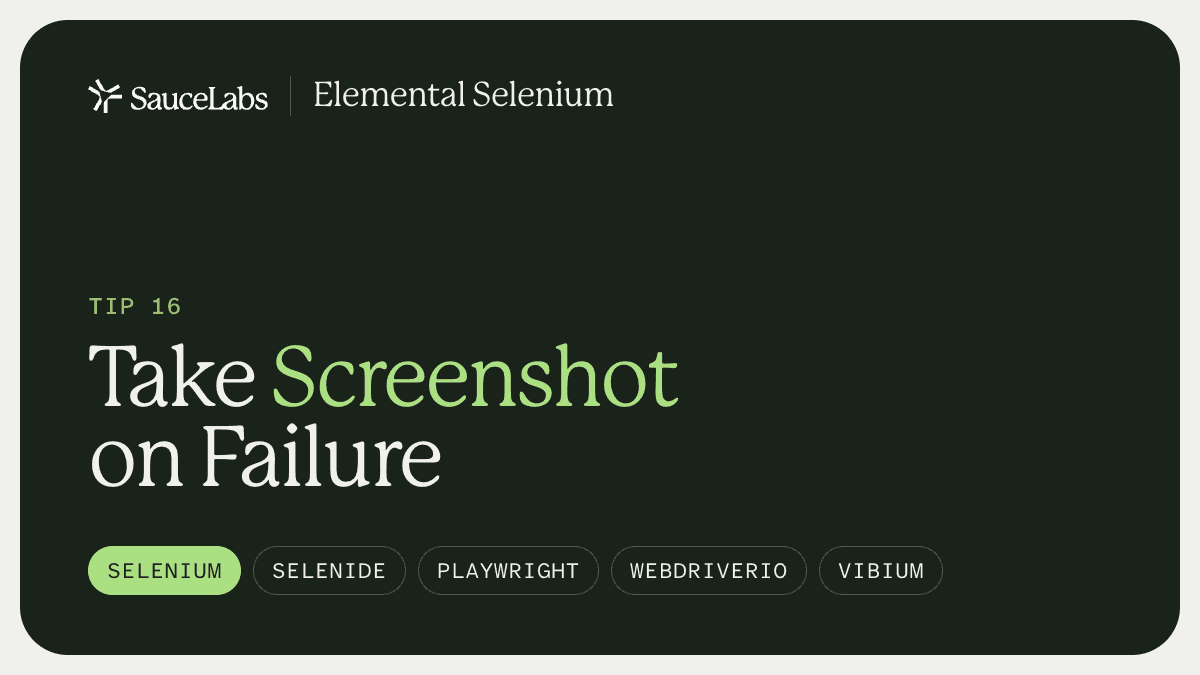 SauceLabs | Elemental Selenium
TIP 16
Take Screenshot
on Failure
SELENIUM SELENIDE PLAYWRIGHT WEBDRIVERIO VIBIUM